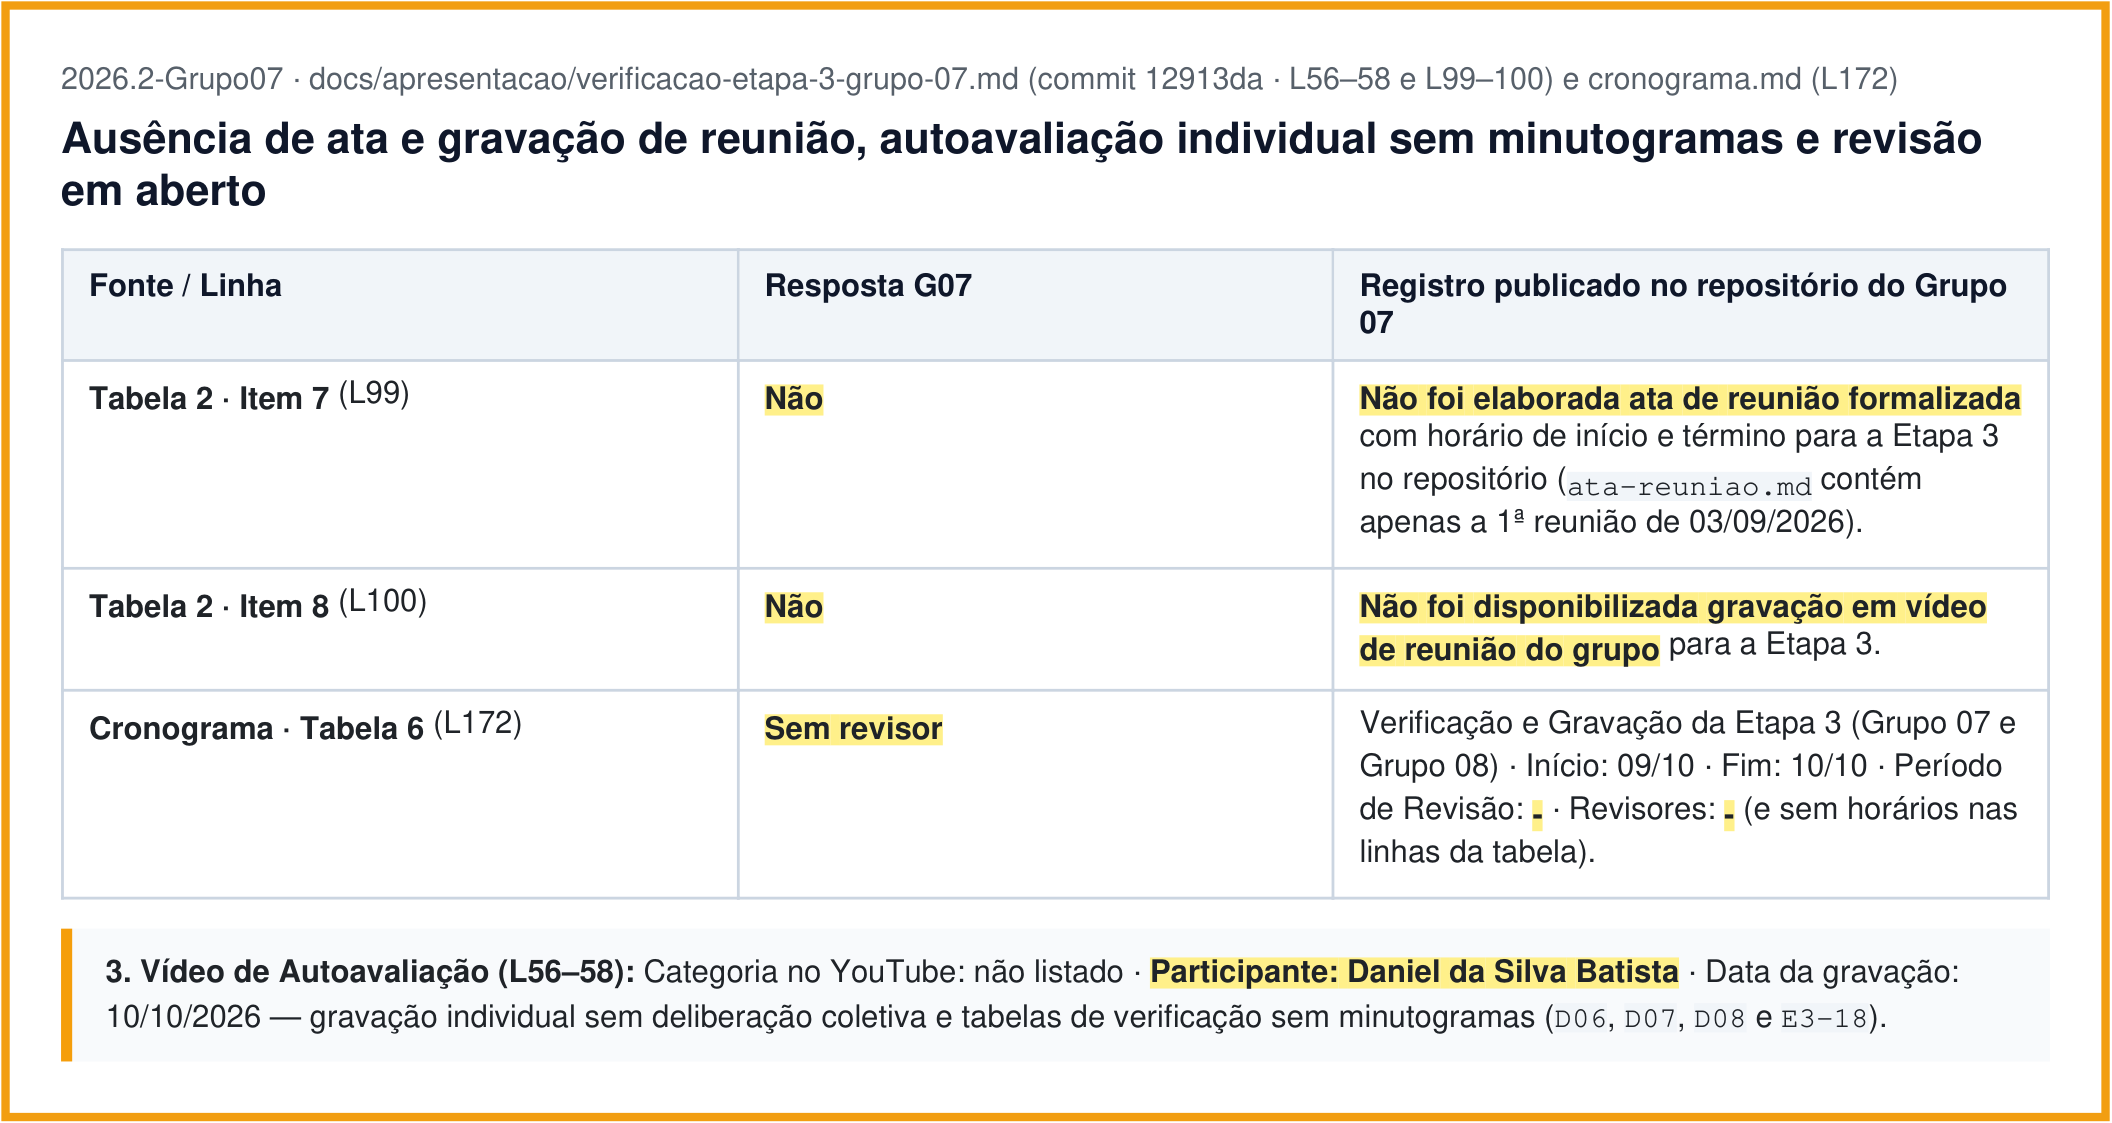 2026.2-Grupo07 · docs/apresentacao/verificacao-etapa-3-grupo-07.md (commit 12913da · L56–58 e L99–100) e cronograma.md (L172)
Ausência de ata e gravação de reunião, autoavaliação individual sem minutogramas e revisão
em aberto
Fonte / Linha
Resposta G07
Registro publicado no repositório do Grupo
07
Tabela 2 · Item 7 (L99)
Não
Não foi elaborada ata de reunião formalizada
com horário de início e término para a Etapa 3
no repositório (ata-reuniao.md contém
apenas a 1ª reunião de 03/09/2026).
Tabela 2 · Item 8 (L100)
Não
Não foi disponibilizada gravação em vídeo
de reunião do grupo para a Etapa 3.
Cronograma · Tabela 6 (L172)
Sem revisor
Verificação e Gravação da Etapa 3 (Grupo 07 e
Grupo 08) · Início: 09/10 · Fim: 10/10 · Período
de Revisão: - · Revisores: - (e sem horários nas
linhas da tabela).
3. Vídeo de Autoavaliação (L56–58): Categoria no YouTube: não listado · Participante: Daniel da Silva Batista · Data da gravação:
10/10/2026 — gravação individual sem deliberação coletiva e tabelas de verificação sem minutogramas (D06, D07, D08 e E3-18).